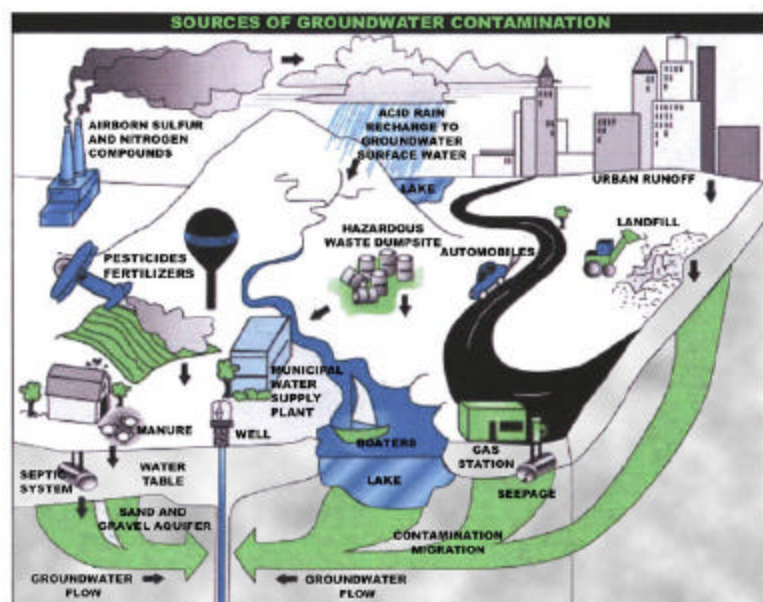 SOURCES OF GROUNDWATER CONTAMINATION
AIRBORN SULFUR
AND NITROGEN
COMPOUNDS
ACID RAIN
RECHARGE TO
GROUNDWATER
SURFACE WATER
LAKE
URBAN RUNOFF
LANDFILL
HAZARDOUS
WASTE DUMPSITE
AUTOMOBILES
PESTICIDES
FERTILIZERS
MUNICIPAL
WATER
SUPPLY
PLANT
MANURE
WELL
BOATERS
GAS
STATION
SEPTIC
SYSTEM
WATER
TABLE
LAKE
SEEPAGE
SAND AND
GRAVEL AQUIFER
CONTAMINATION
MIGRATION
GROUNDWATER
FLOW
GROUNDWATER
FLOW